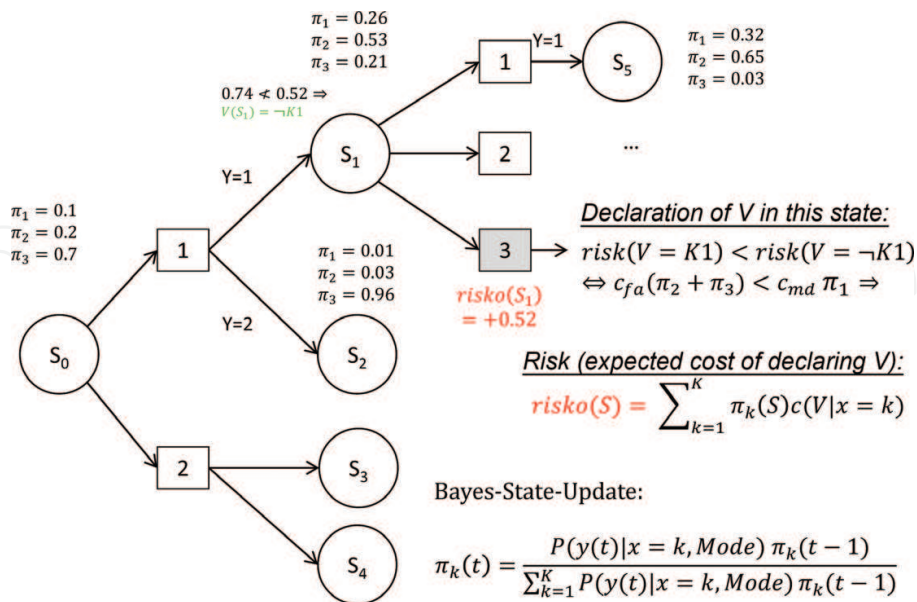 π₁ = 0.26
π₂ = 0.53
π₃ = 0.21
0.74 ≮ 0.52 ⇒
V(S₁) = ¬K1
S₁
1
Y=1
S₅
π₁ = 0.32
π₂ = 0.65
π₃ = 0.03
2
...
3
risko(S₁)
= +0.52
Declaration of V in this state:
risk(V = K1) < risk(V = ¬K1)
⇔ c_fa(π₂ + π₃) < c_md π₁ ⇒
π₁ = 0.1
π₂ = 0.2
π₃ = 0.7
S₀
1
Y=1
Y=2
π₁ = 0.01
π₂ = 0.03
π₃ = 0.96
S₂
Risk (expected cost of declaring V):
risko(S) = ∑_{k=1}^{K} π_k(S)c(V|x = k)
2
S₃
S₄
Bayes-State-Update:
π_k(t) = \frac{P(y(t)|x = k, Mode) π_k(t − 1)}{∑_{k=1}^{K} P(y(t)|x = k, Mode) π_k(t − 1)}